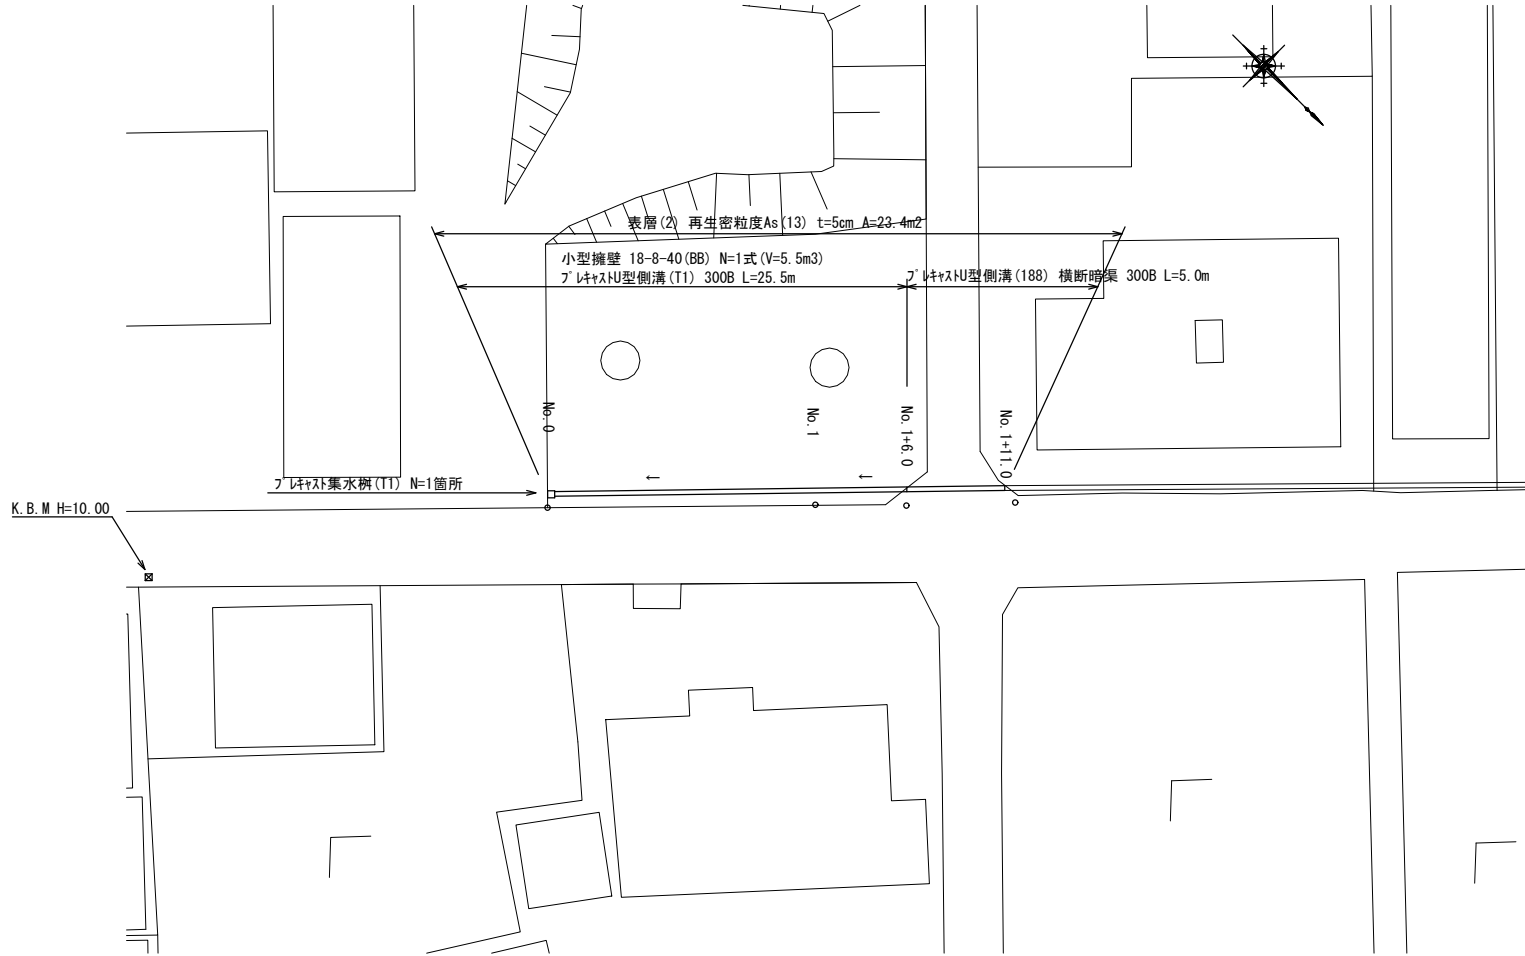 表層(2) 再生密粒度As(13) t=5cm A=23.4m2
小型擁壁 18-8-40(BB) N=1式(V=5.5m3)
プレキャストU型側溝(T1) 300B L=25.5m
プレキャストU型側溝(188) 横断暗渠 300B L=5.0m
No.0
No.1
No.1+6.0
No.1+11.0
←
←
プレキャスト集水桝(T1) N=1箇所
K.B.M H=10.00